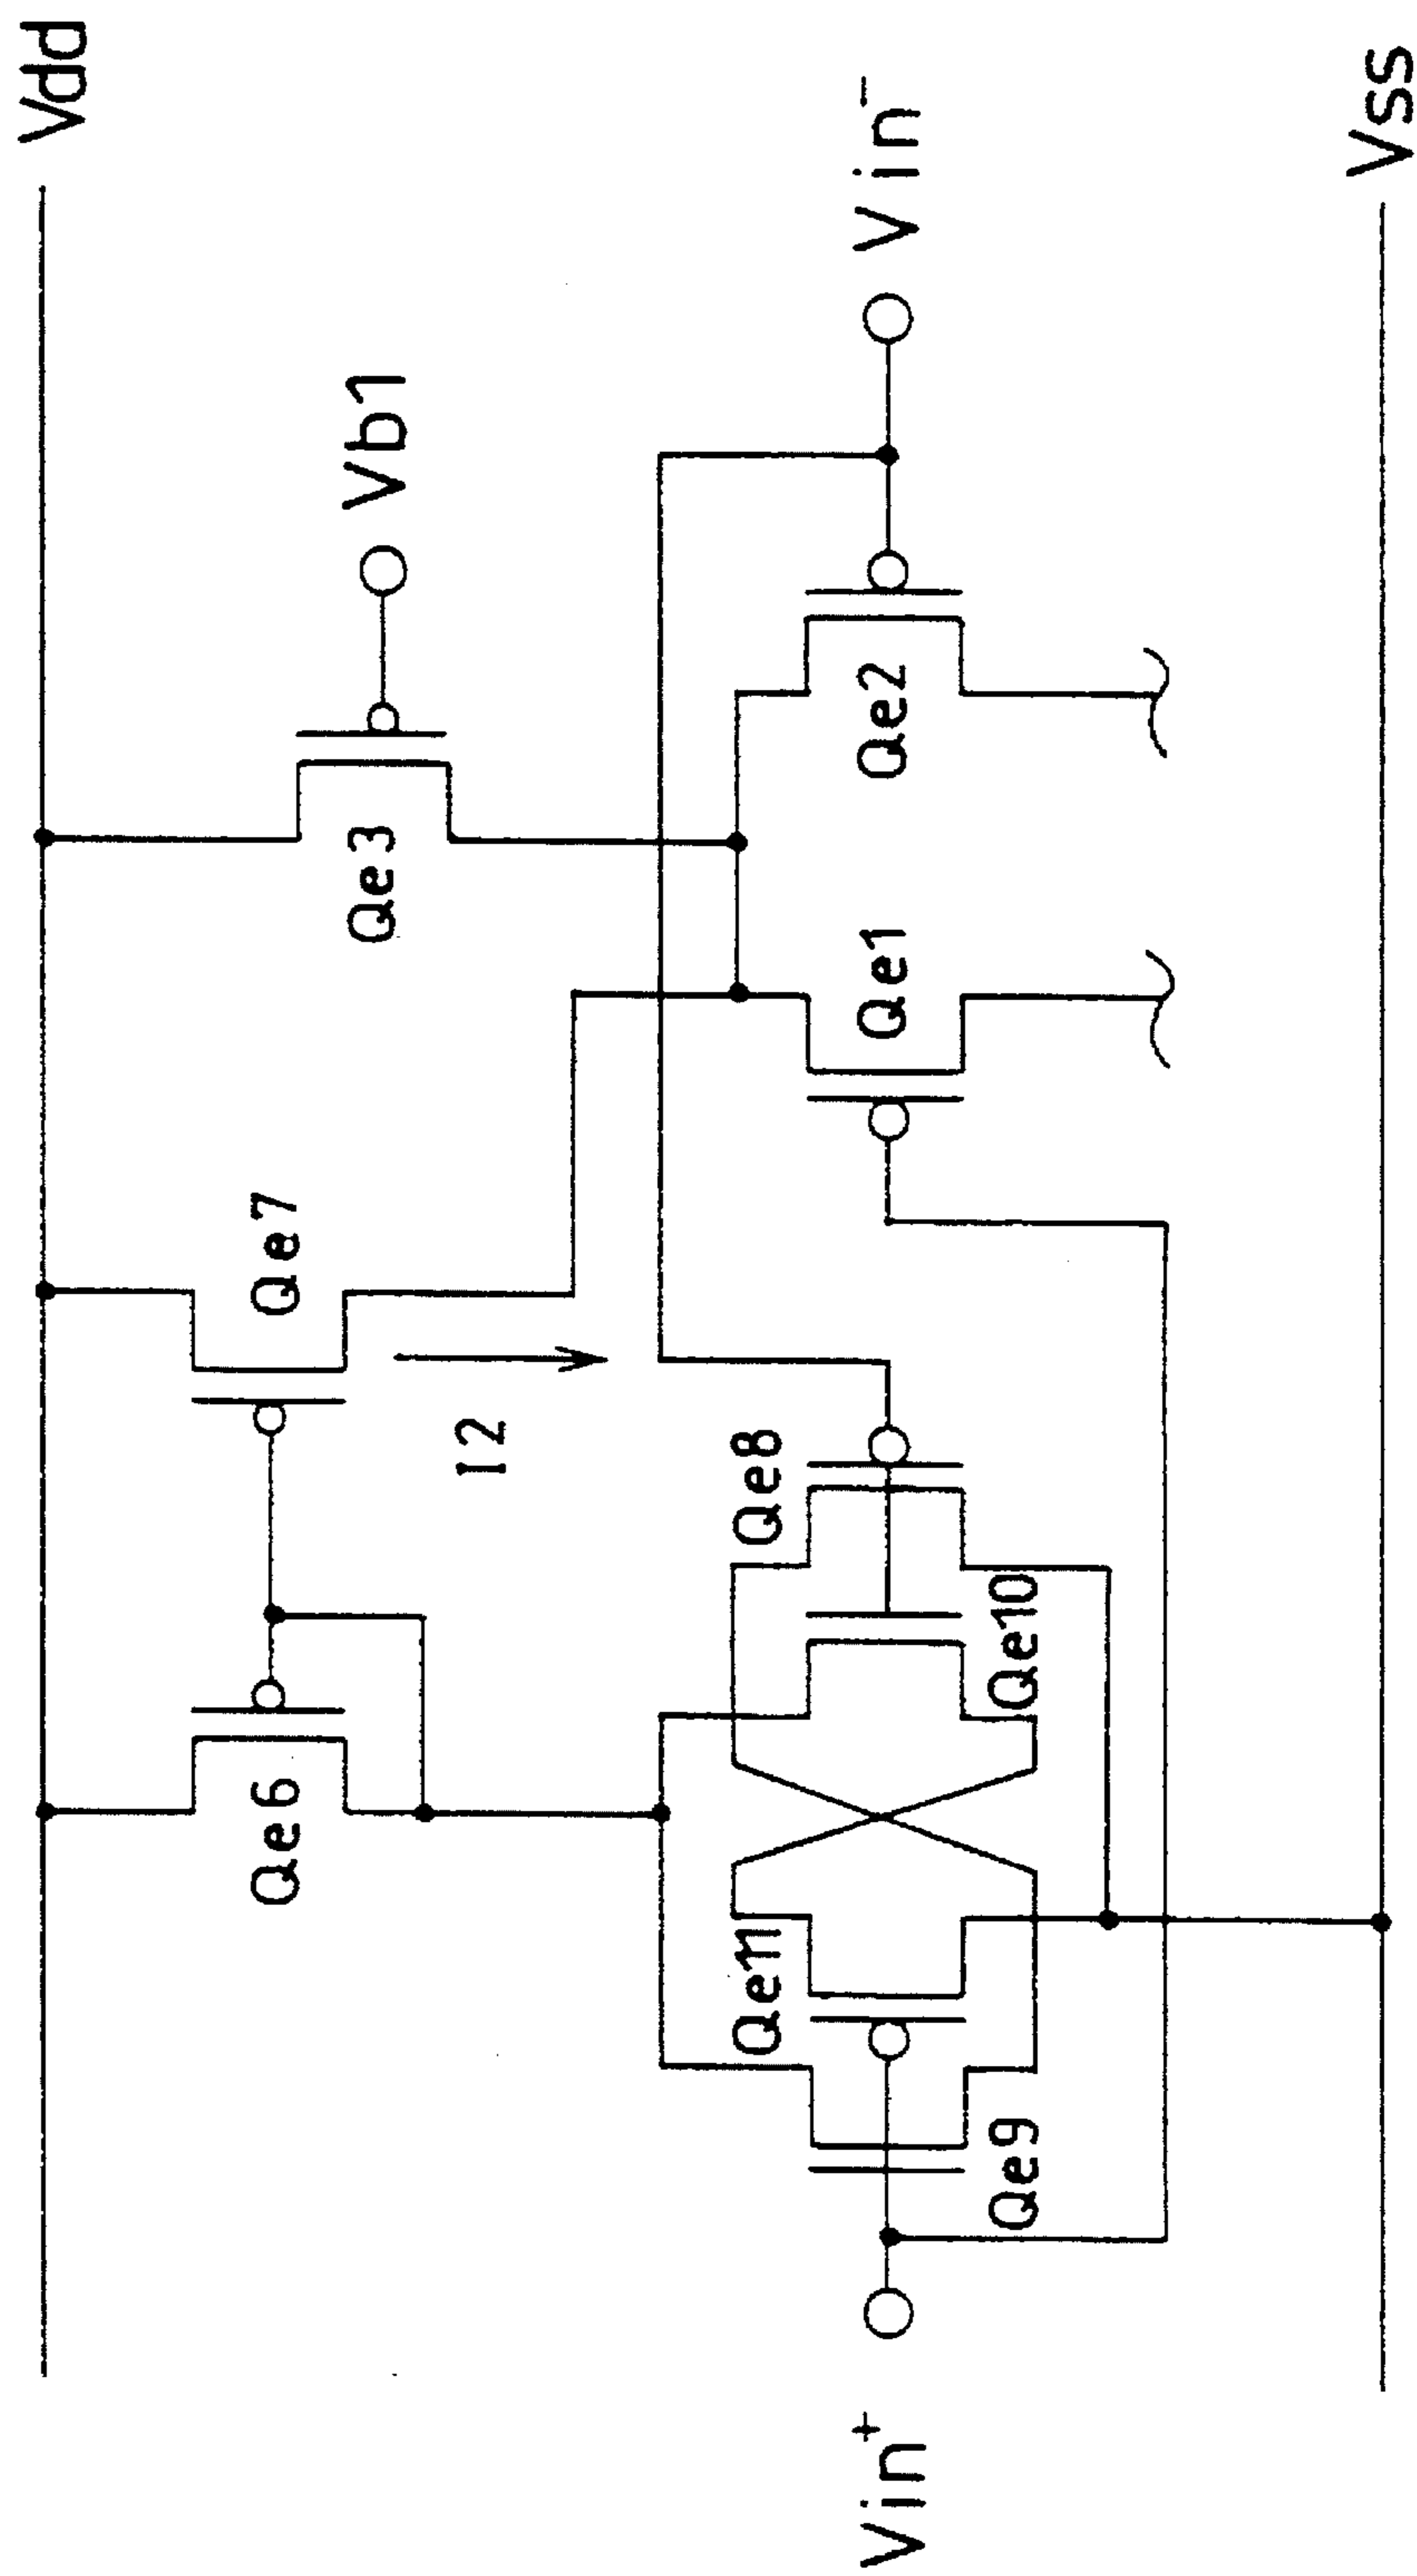 Vdd
Qe6
Qe7
Qe3
Vb1
I2
Vin+
Qe9
Qe11
Qe10
Qe8
Qe1
Qe2
Vin-
Vss